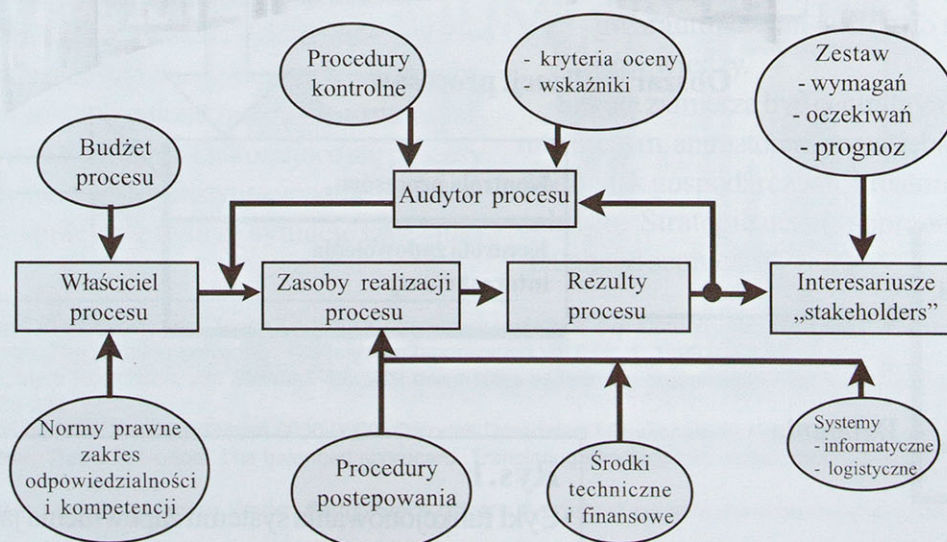 Procedury
kontrolne
- kryteria oceny
wskaźniki
Zestaw
- wymagań
- oczekiwań
- prognoz
Budżet
procesu
Audytor procesu
Właściciel
procesu
Zasoby realizacji
procesu
Rezulty
procesu
Interesariusze
„stakeholders”
Normy prawne
zakres
odpowiedzialności
i kompetencji
Procedury
postepowania
Środki
techniczne
i finansowe
Systemy
- informatyczne
- logistyczne